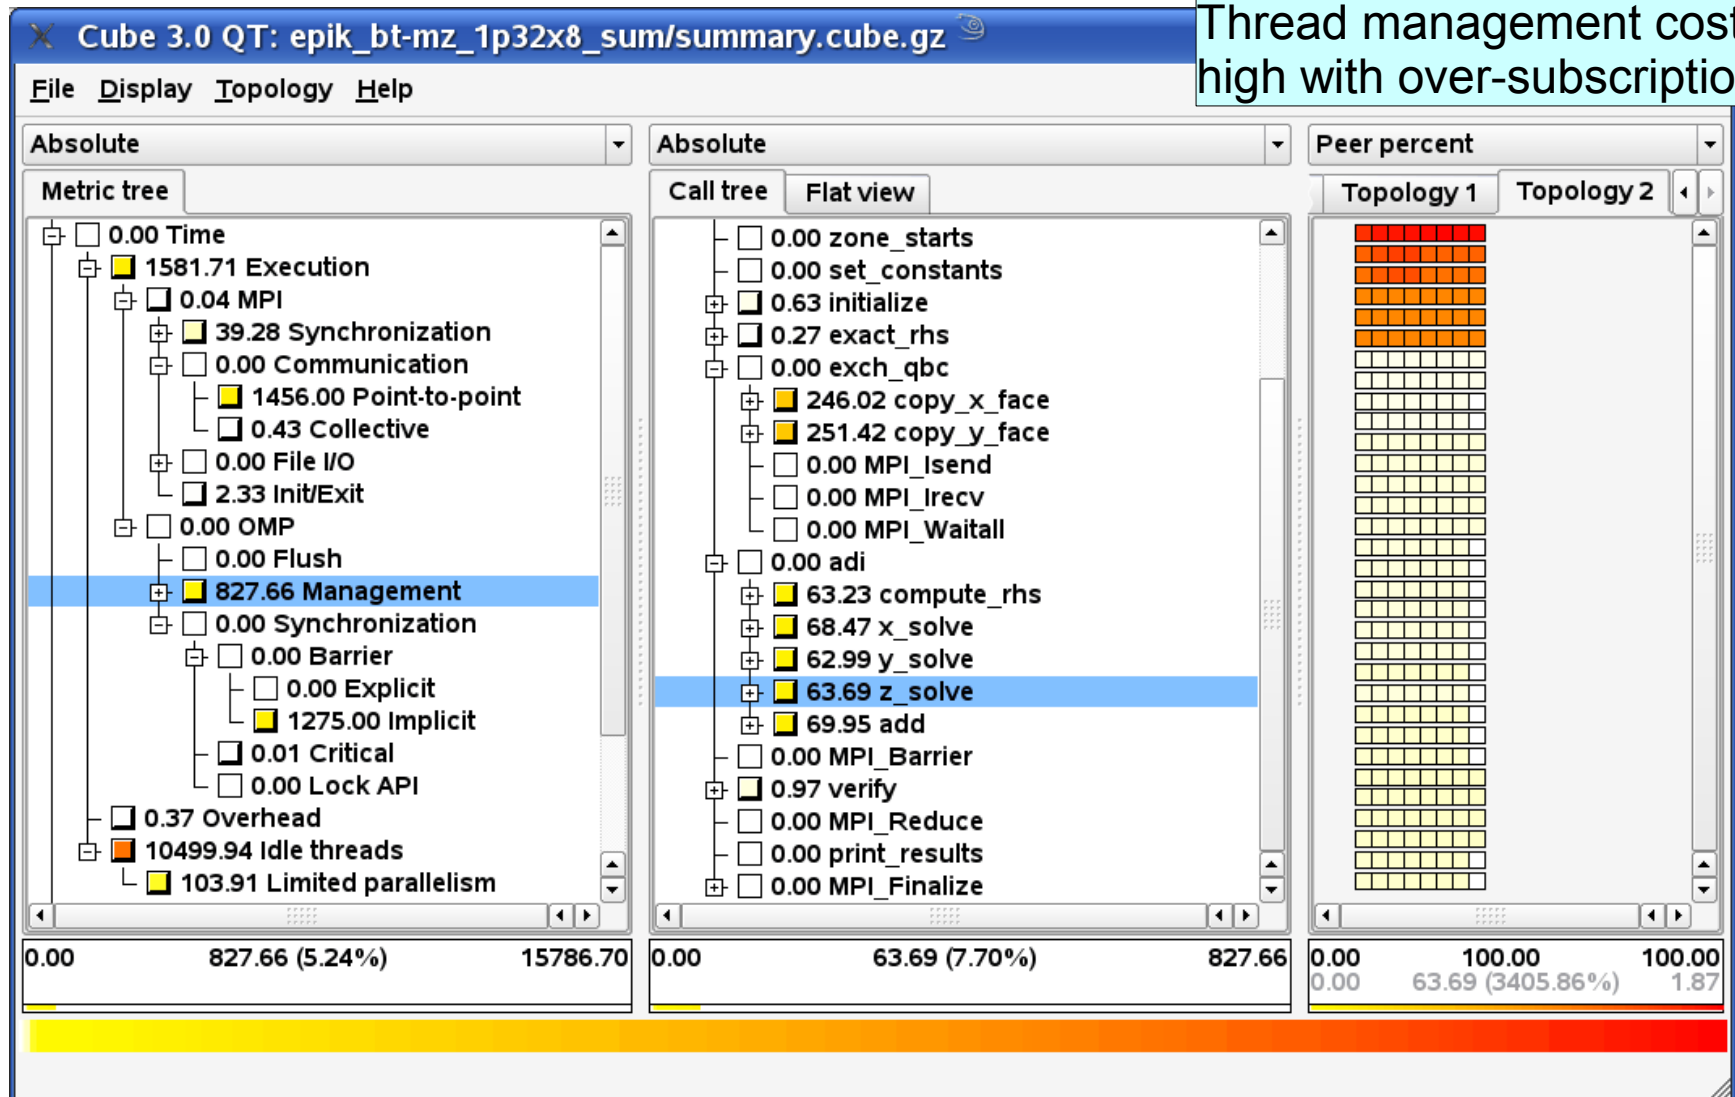 Cube 3.0 QT: epik_bt-mz_1p32x8_sum/summary.cube.gz
Thread management cost
high with over-subscriptio
File Display Topology Help
Absolute
Metric tree
0.00 Time
1581.71 Execution
0.04 MPI
39.28 Synchronization
0.00 Communication
1456.00 Point-to-point
0.43 Collective
0.00 File I/O
2.33 Init/Exit
0.00 OMP
0.00 Flush
827.66 Management
0.00 Synchronization
0.00 Barrier
0.00 Explicit
1275.00 Implicit
0.01 Critical
0.00 Lock API
0.37 Overhead
10499.94 Idle threads
103.91 Limited parallelism
0.00 827.66 (5.24%) 15786.70
Absolute
Call tree Flat view
0.00 zone_starts
0.00 set_constants
0.63 initialize
0.27 exact_rhs
0.00 exch_qbc
246.02 copy_x_face
251.42 copy_y_face
0.00 MPI_Isend
0.00 MPI_Irecv
0.00 MPI_Waitall
0.00 adi
63.23 compute_rhs
68.47 x_solve
62.99 y_solve
63.69 z_solve
69.95 add
0.00 MPI_Barrier
0.97 verify
0.00 MPI_Reduce
0.00 print_results
0.00 MPI_Finalize
0.00 63.69 (7.70%) 827.66
Peer percent
Topology 1 Topology 2
0.00 100.00 100.00
0.00 63.69 (3405.86%) 1.87